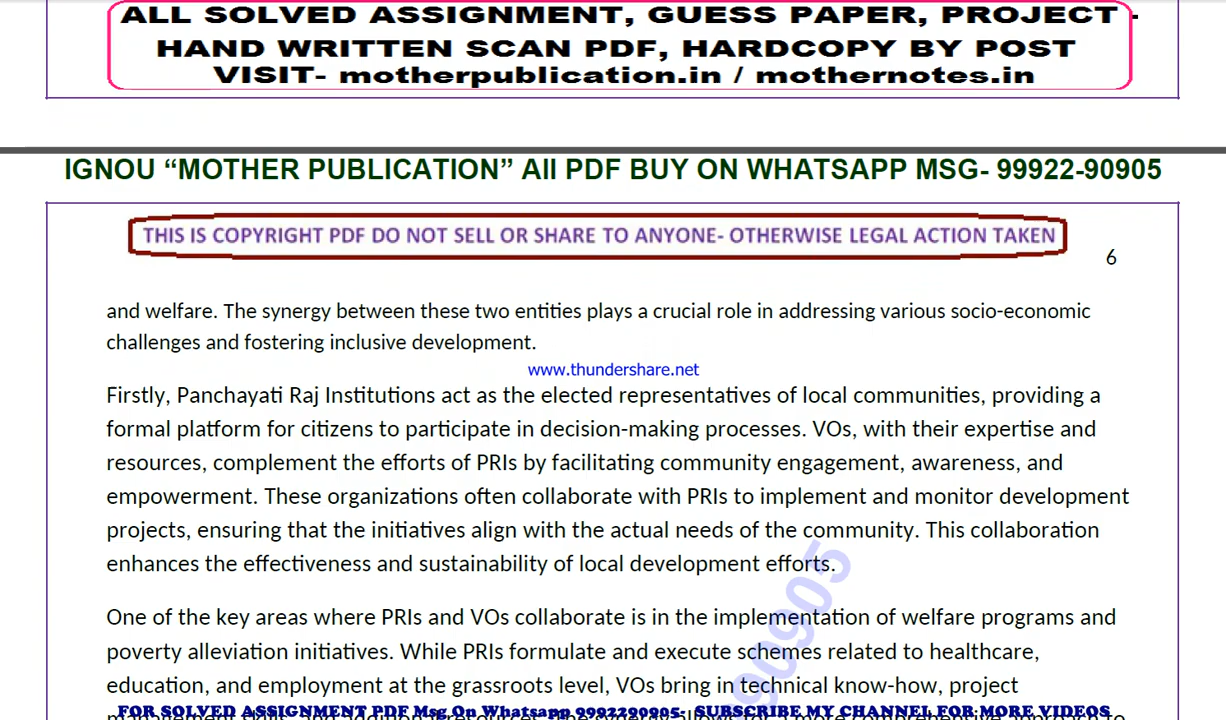 ALL SOLVED ASSIGNMENT, GUESS PAPER, PROJECT -
HAND WRITTEN SCAN PDF, HARDCOPY BY POST
VISIT- motherpublication.in / mothernotes.in
IGNOU “MOTHER PUBLICATION” All PDF BUY ON WHATSAPP MSG- 99922-90905
THIS IS COPYRIGHT PDF DO NOT SELL OR SHARE TO ANYONE- OTHERWISE LEGAL ACTION TAKEN
6
and welfare. The synergy between these two entities plays a crucial role in addressing various socio-economic
challenges and fostering inclusive development.
www.thundershare.net
Firstly, Panchayati Raj Institutions act as the elected representatives of local communities, providing a
formal platform for citizens to participate in decision-making processes. VOs, with their expertise and
resources, complement the efforts of PRIs by facilitating community engagement, awareness, and
empowerment. These organizations often collaborate with PRIs to implement and monitor development
projects, ensuring that the initiatives align with the actual needs of the community. This collaboration
enhances the effectiveness and sustainability of local development efforts.
90905
One of the key areas where PRIs and VOs collaborate is in the implementation of welfare programs and
poverty alleviation initiatives. While PRIs formulate and execute schemes related to healthcare,
education, and employment at the grassroots level, VOs bring in technical know-how, project
FOR SOLVED ASSIGNMENT PDF Msg On Whatsapp 9992290905- SUBSCRIBE MY CHANNEL FOR MORE VIDEOS